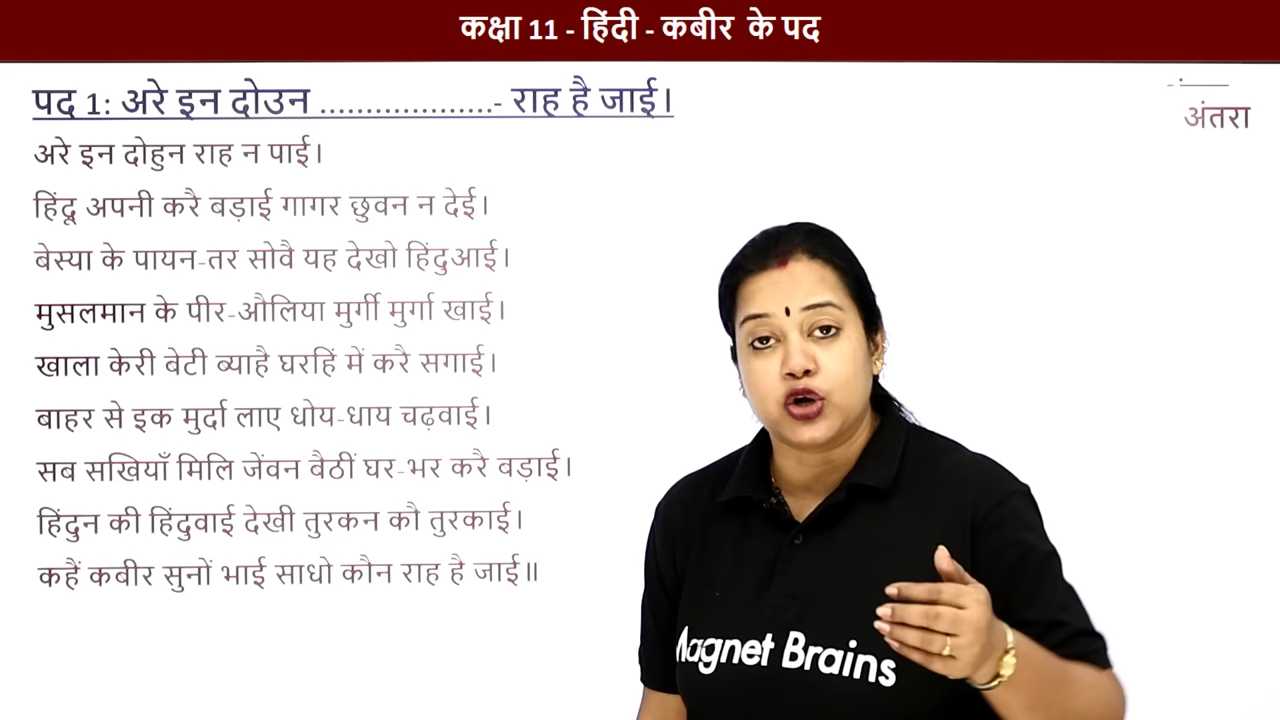 कक्षा 11 - हिंदी - कबीर के पद
पद 1: अरे इन दोउन ...................- राह है जाई।
अंतरा
अरे इन दोहुन राह न पाई।
हिंदू अपनी करै बड़ाई गागर छुवन न देई।
बेस्या के पायन-तर सोवै यह देखो हिंदुआई।
मुसलमान के पीर-औलिया मुर्गी मुर्गा खाई।
खाला केरी बेटी ब्याहै घरहिं में करै सगाई।
बाहर से इक मुर्दा लाए धोय-धाय चढ़वाई।
सब सखियाँ मिलि जेंवन बैठीं घर-भर करै बड़ाई।
हिंदुन की हिंदुवाई देखी तुरकन कौ तुरकाई।
कहैं कबीर सुनों भाई साधो कौन राह है जाई॥
Magnet Brains